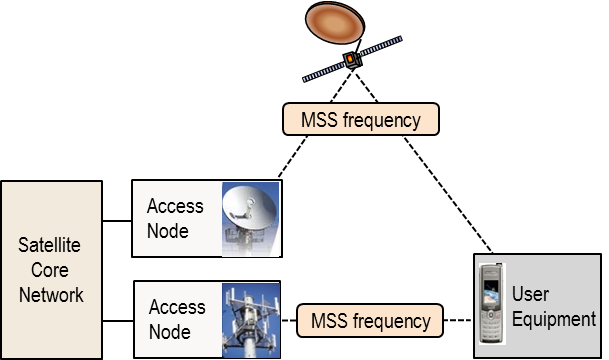 MSS frequency
Access
Node
Satellite
Core
Network
Access
Node
MSS frequency
User
Equipment